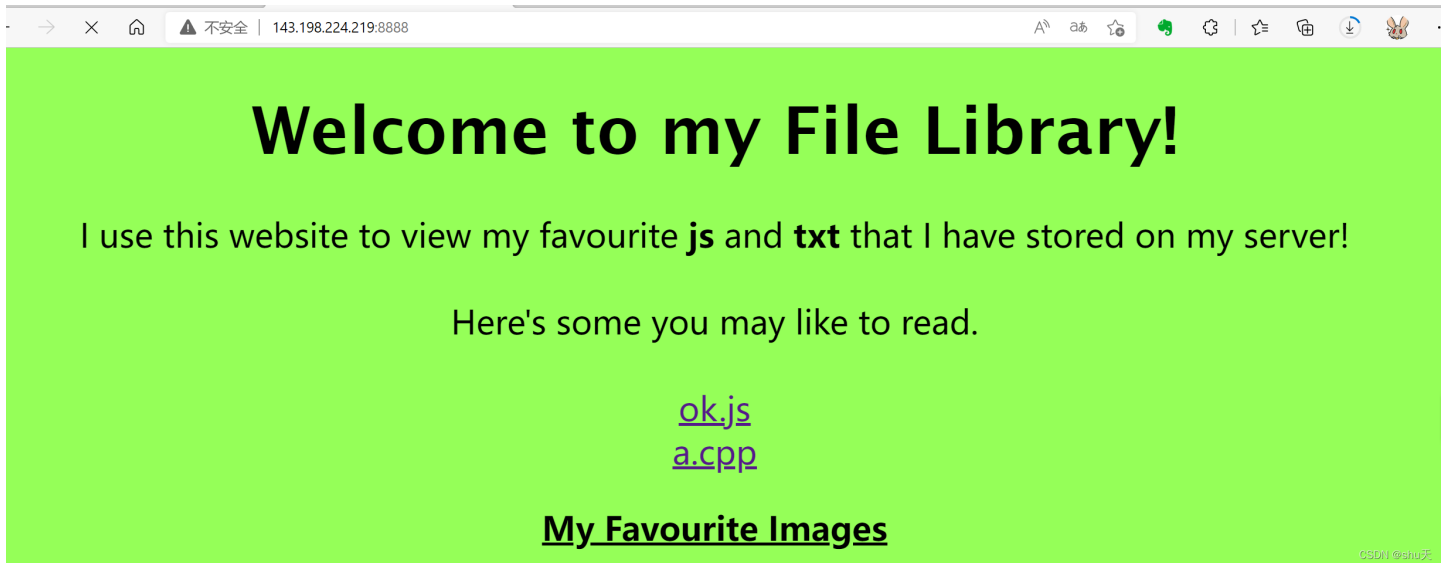 不安全 143.198.224.219:8888
Welcome to my File Library!
I use this website to view my favourite js and txt that I have stored on my server!
Here's some you may like to read.
ok.js
a.cpp
My Favourite Images
CSDN @shu天